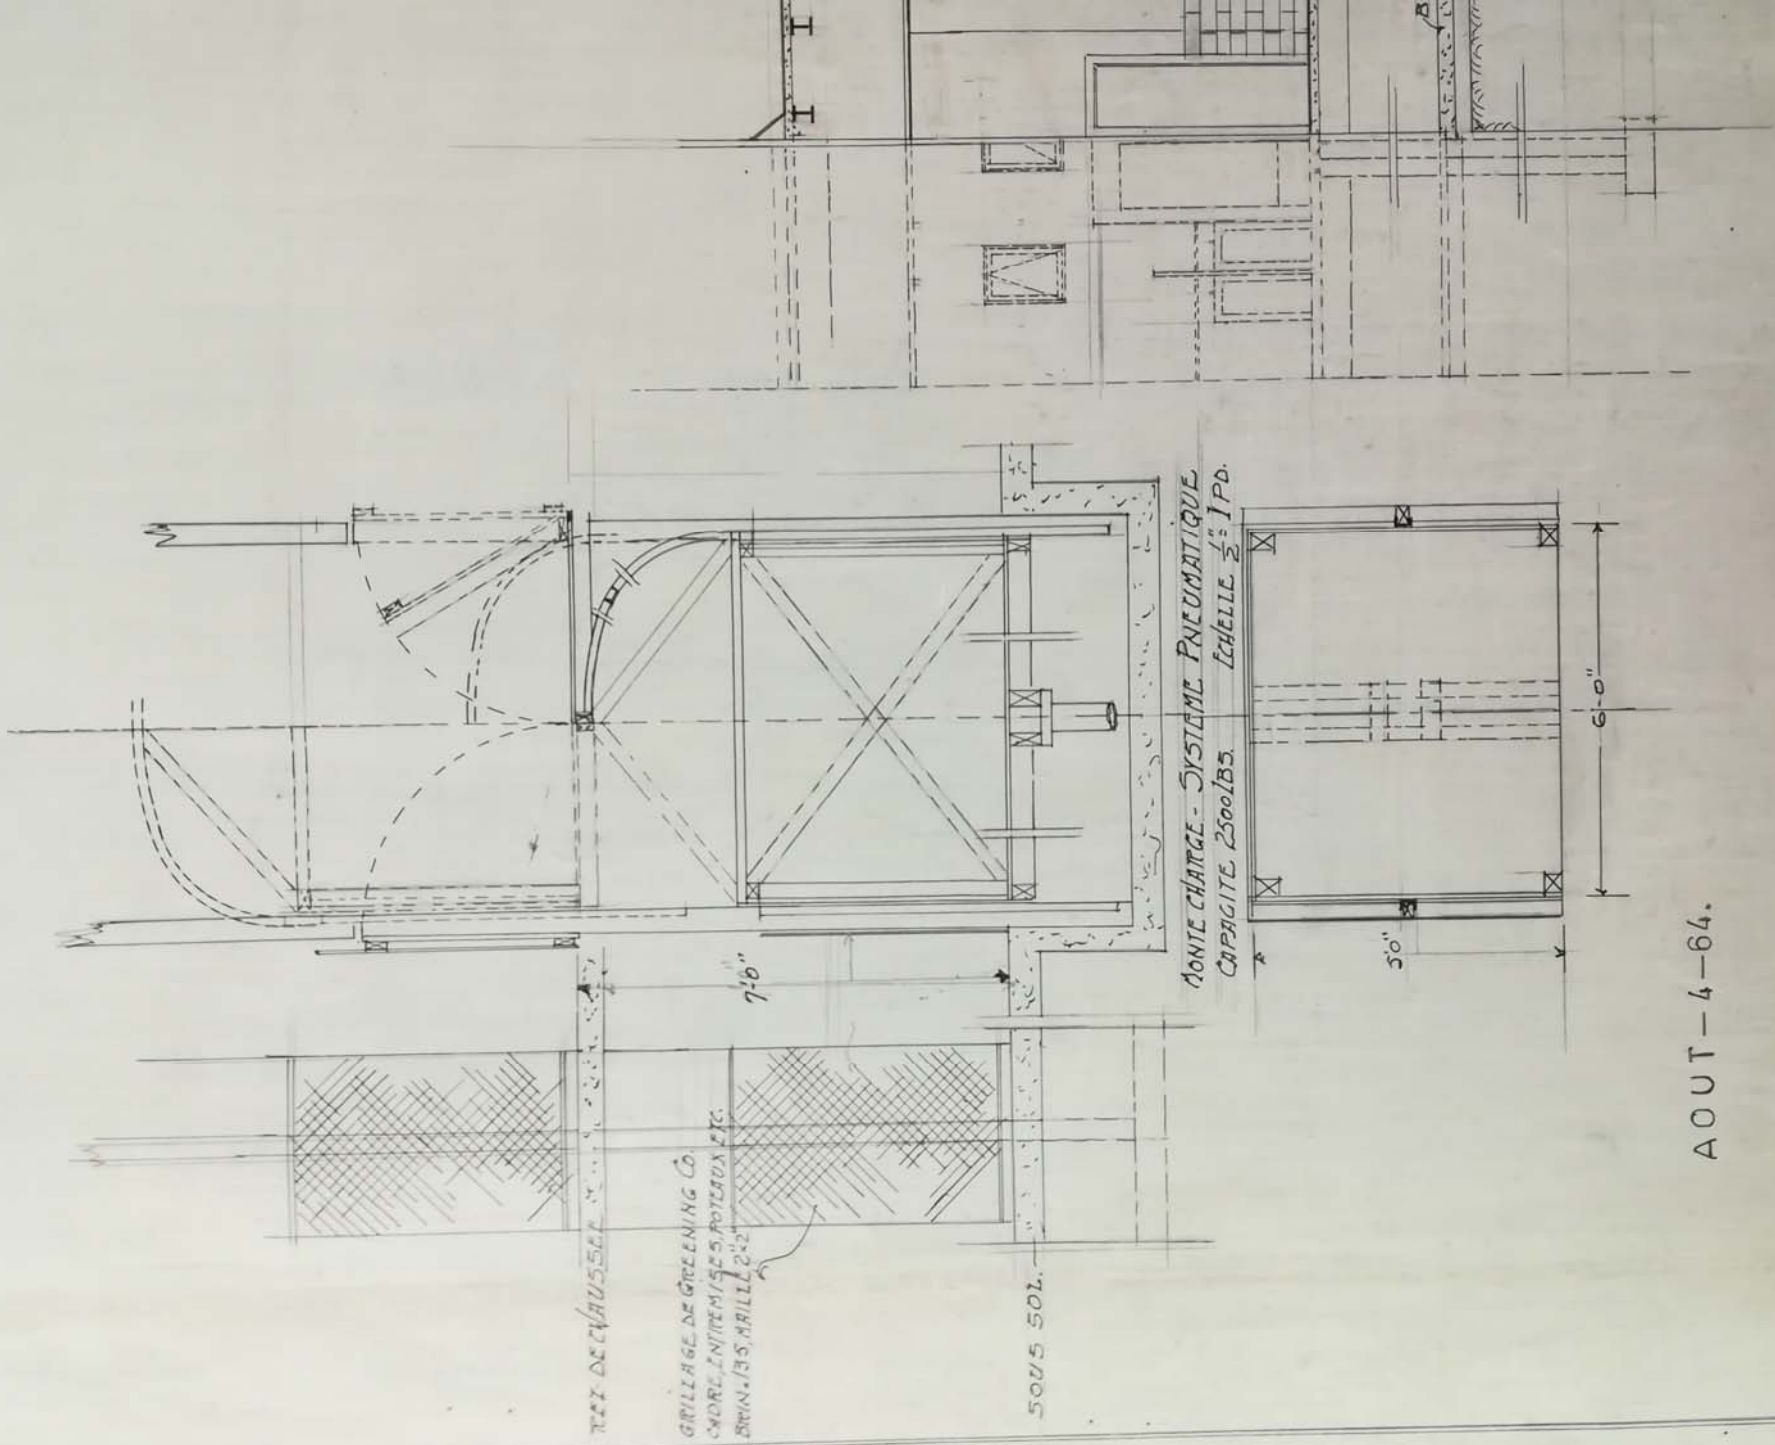 REZ-DE CHAUSSEE
GRILLAGE DE GREENING CO.
CADRE, ENTREMISES, POTEAUX ETC.
BRIN .135, MAILLE 2"x2"
SOUS SOL.
7'-6"
MONTE CHARGE - SYSTEME PNEUMATIQUE
CAPACITE 2500 LBS. ECHELLE 1/2" = 1 PD.
5'0"
6'-0"
AOUT-4-64.
B